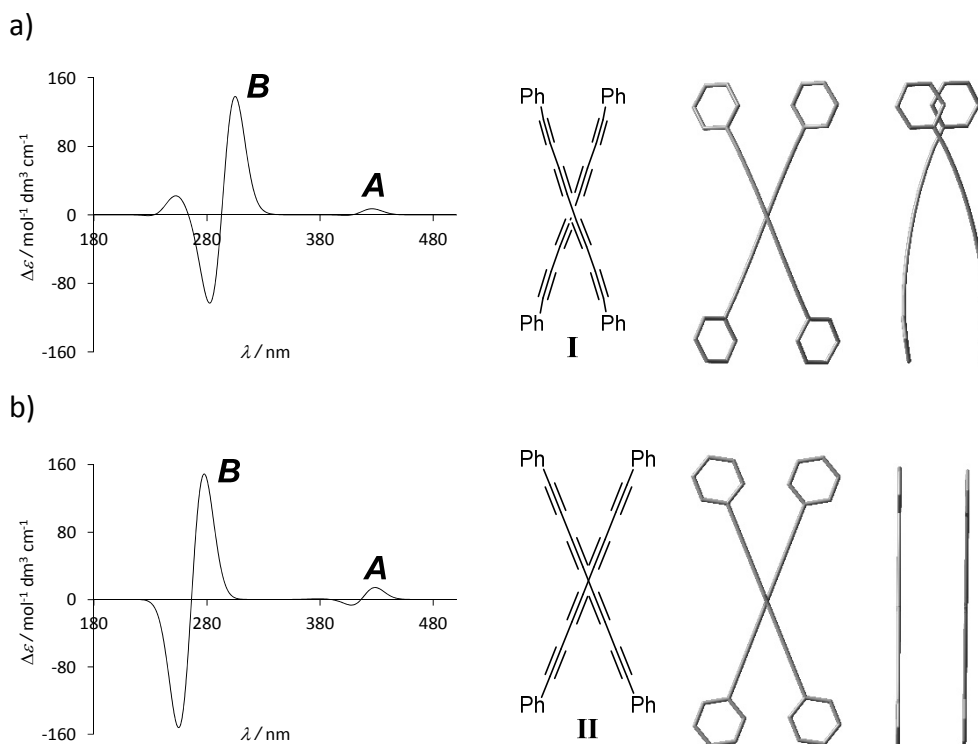 a)
160
80
0
-80
-160
180 280 380 480
Δε / mol⁻¹ dm³ cm⁻¹
λ / nm
B
A
Ph Ph
Ph Ph
I
b)
160
80
0
-80
-160
180 280 380 480
Δε / mol⁻¹ dm³ cm⁻¹
λ / nm
B
A
Ph Ph
Ph Ph
II